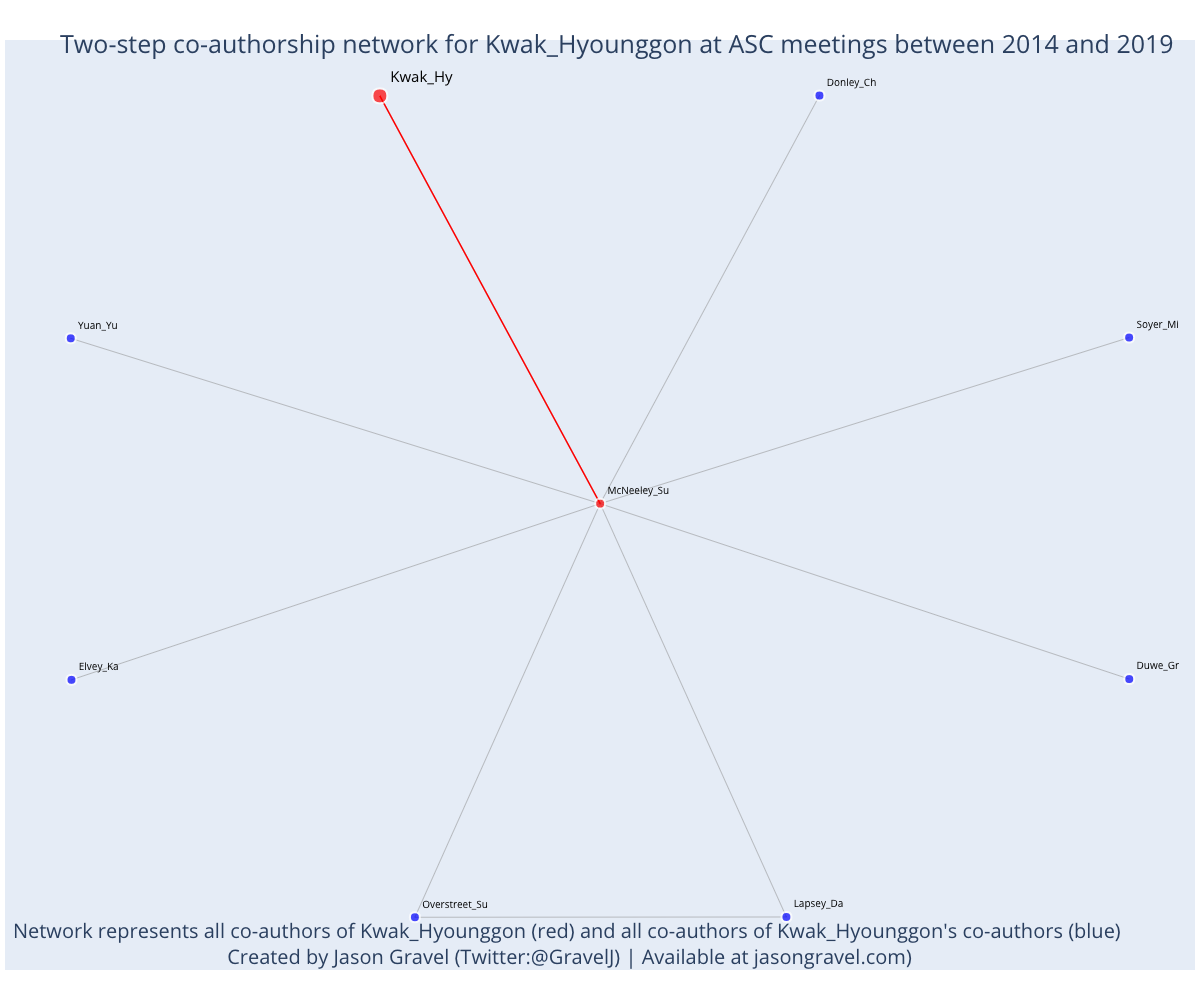 Two-step co-authorship network for Kwak_Hyounggon at ASC meetings between 2014 and 2019
Kwak_Hy
Donley_Ch
Yuan_Yu
Soyer_Mi
McNeeley_Su
Elvey_Ka
Duwe_Gr
Overstreet_Su
Lapsey_Da
Network represents all co-authors of Kwak_Hyounggon (red) and all co-authors of Kwak_Hyounggon's co-authors (blue)
Created by Jason Gravel (Twitter:@GravelJ) | Available at jasongravel.com)